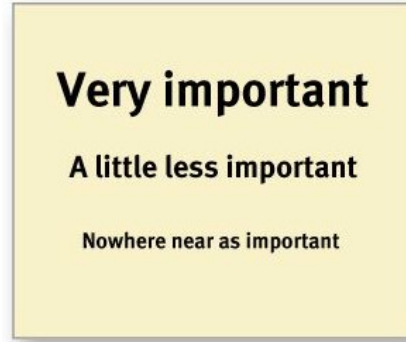 Very important
A little less important
Nowhere near as important